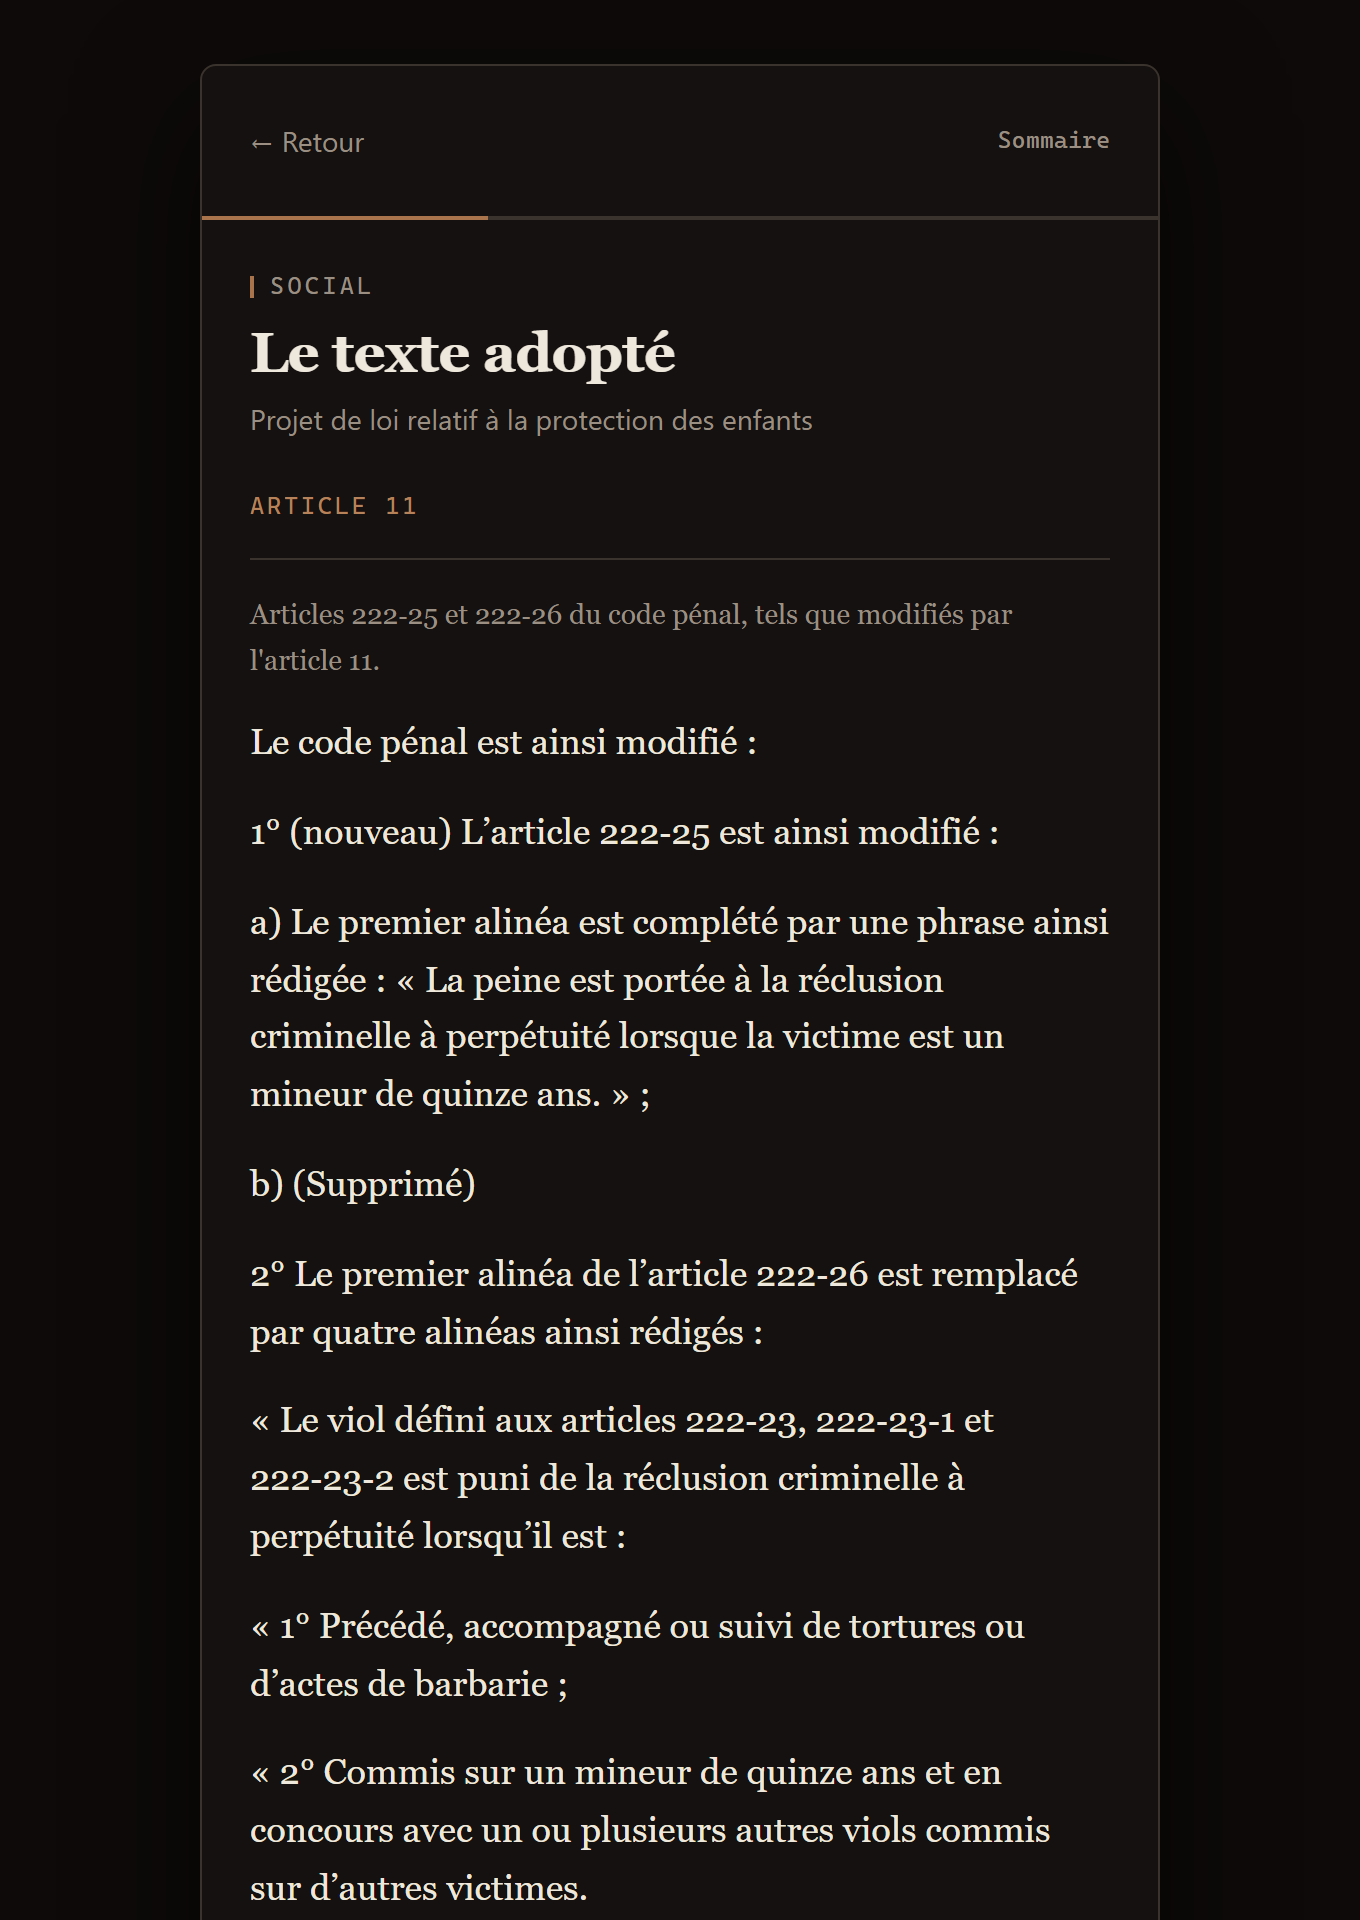 ← Retour
Sommaire
SOCIAL
Le texte adopté
Projet de loi relatif à la protection des enfants
ARTICLE 11
Articles 222-25 et 222-26 du code pénal, tels que modifiés par
l'article 11.
Le code pénal est ainsi modifié :
1° (nouveau) L’article 222-25 est ainsi modifié :
a) Le premier alinéa est complété par une phrase ainsi
rédigée : « La peine est portée à la réclusion
criminelle à perpétuité lorsque la victime est un
mineur de quinze ans. » ;
b) (Supprimé)
2° Le premier alinéa de l’article 222-26 est remplacé
par quatre alinéas ainsi rédigés :
« Le viol défini aux articles 222-23, 222-23-1 et
222-23-2 est puni de la réclusion criminelle à
perpétuité lorsqu’il est :
« 1° Précédé, accompagné ou suivi de tortures ou
d’actes de barbarie ;
« 2° Commis sur un mineur de quinze ans et en
concours avec un ou plusieurs autres viols commis
sur d’autres victimes.